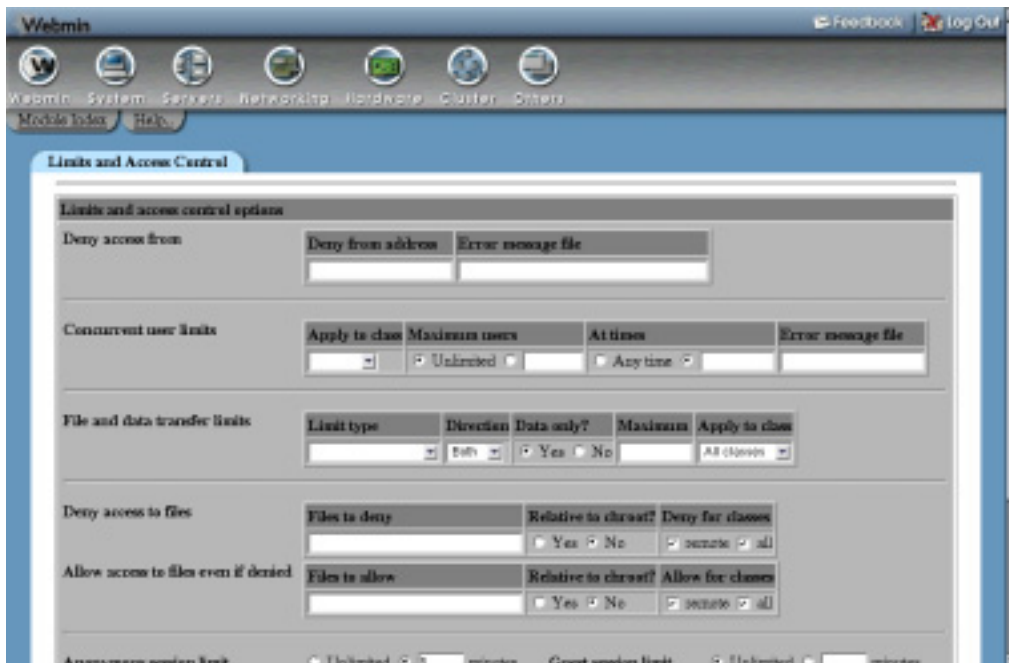 Webmin
Feedback Log Out
Webmin System Servers Networking Hardware Cluster Others
Module Index Help..
Limits and Access Control
Limits and access control options
Deny access from
Deny from address Error message file
Concurrent user limits
Apply to class Maximum users At times Error message file
Unlimited Any time
File and data transfer limits
Limit type Direction Data only? Maximum Apply to class
Both Yes No All classes
Deny access to files
Files to deny Relative to chroot? Deny for classes
Yes No remote all
Allow access to files even if denied
Files to allow Relative to chroot? Allow for classes
Yes No remote all
Anonymous session limit Unlimited minutes Guest session limit Unlimited minutes